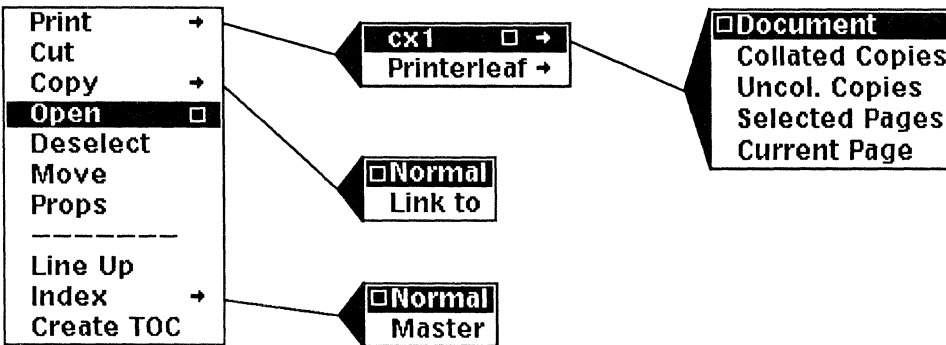 Print →
Cut
Copy →
Open
Deselect
Move
Props
Line Up
Index →
Create TOC
cx1 →
Printerleaf →
Normal
Link to
Normal
Master
Document
Collated Copies
Uncol. Copies
Selected Pages
Current Page